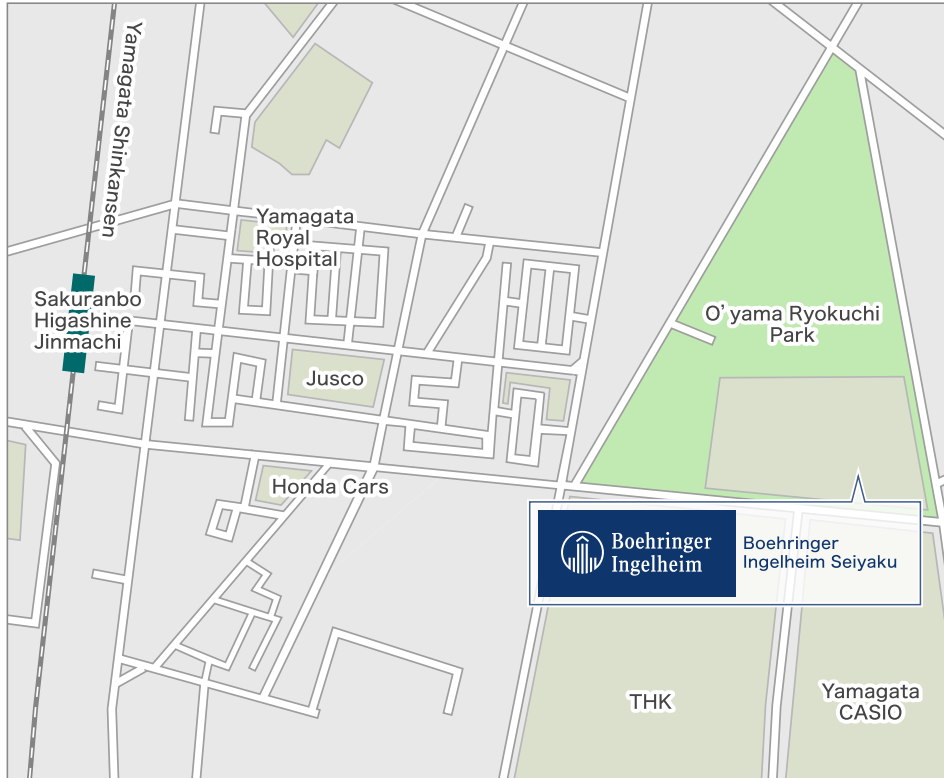 Yamagata Shinkansen
Yamagata
Royal
Hospital
Sakuranbo
Higashine
Jinmachi
O’yama Ryokuchi
Park
Jusco
Honda Cars
Boehringer
Ingelheim
Boehringer
Ingelheim Seiyaku
THK
Yamagata
CASIO